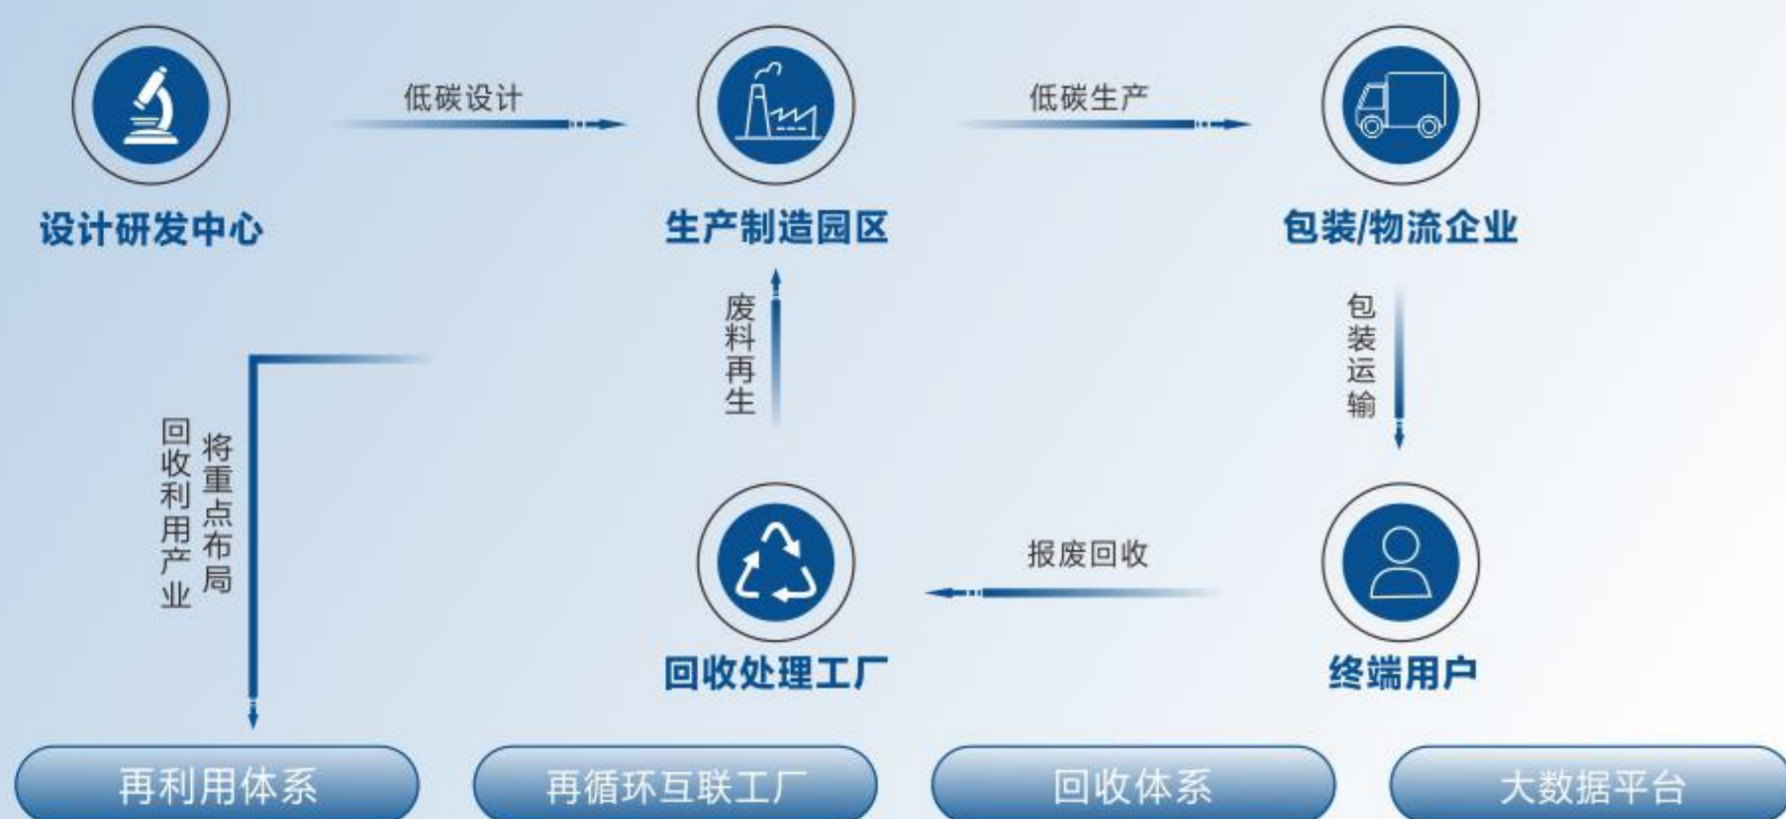 低碳设计
低碳生产
设计研发中心
生产制造园区
包装/物流企业
废料再生
包装运输
将重点布局
回收利用产业
报废回收
回收处理工厂
终端用户
再利用体系
再循环互联工厂
回收体系
大数据平台